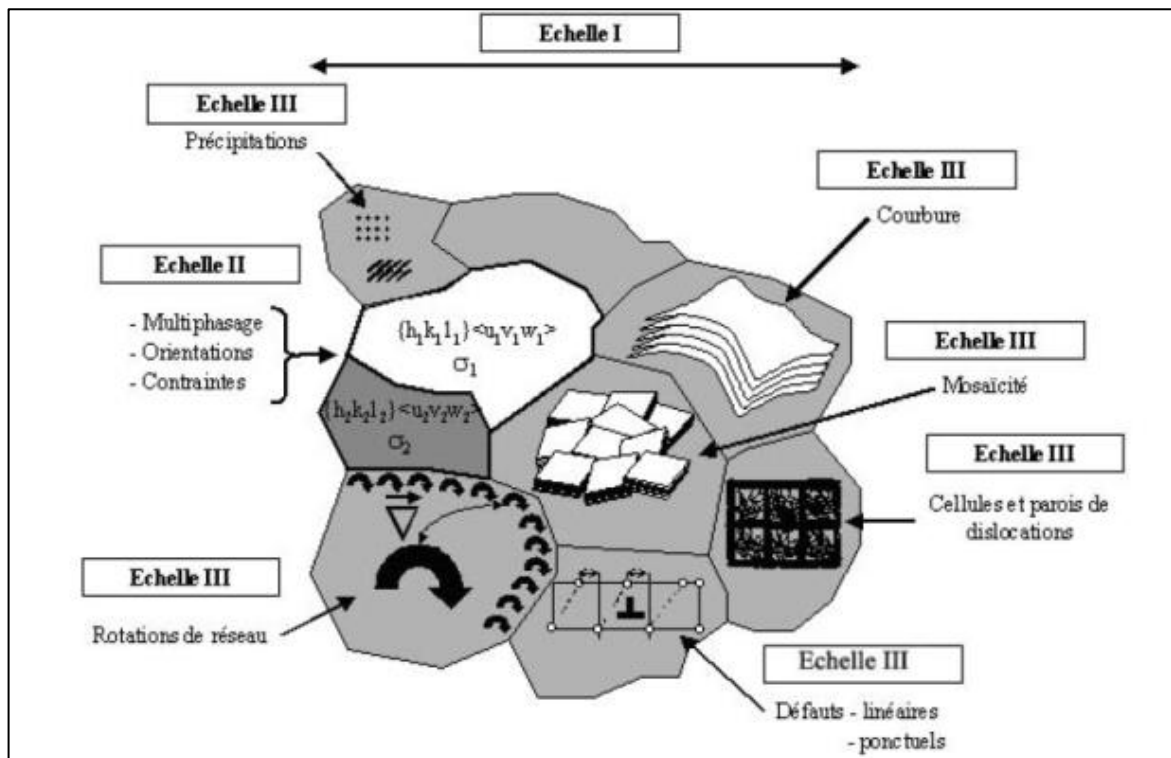 Echelle I
Echelle III
Précipitations
Echelle III
Courbure
Echelle II
- Multiphasage
- Orientations
- Contraintes
{h₁k₁l₁}<u₁v₁w₁>
σ₁
{h₂k₂l₂}<u₂v₂w₂>
σ₂
Echelle III
Mosaïcité
Echelle III
Cellules et parois de
dislocations
Echelle III
Rotations de réseau
Echelle III
Défauts - linéaires
- ponctuels